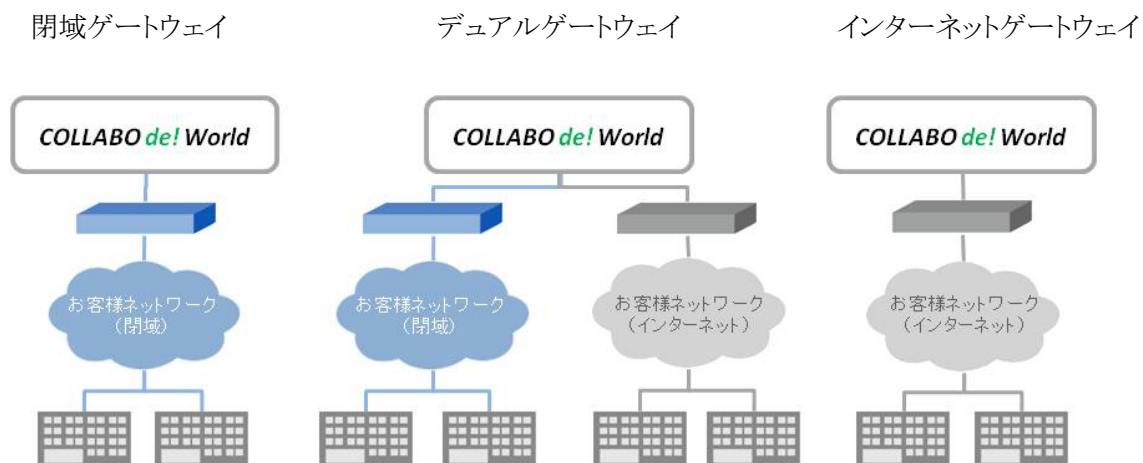 閉域ゲートウェイ
デュアルゲートウェイ
インターネットゲートウェイ
COLLABO de! World
COLLABO de! World
COLLABO de! World
お客様ネットワーク
（閉域）
お客様ネットワーク
（閉域）
お客様ネットワーク
（インターネット）
お客様ネットワーク
（インターネット）